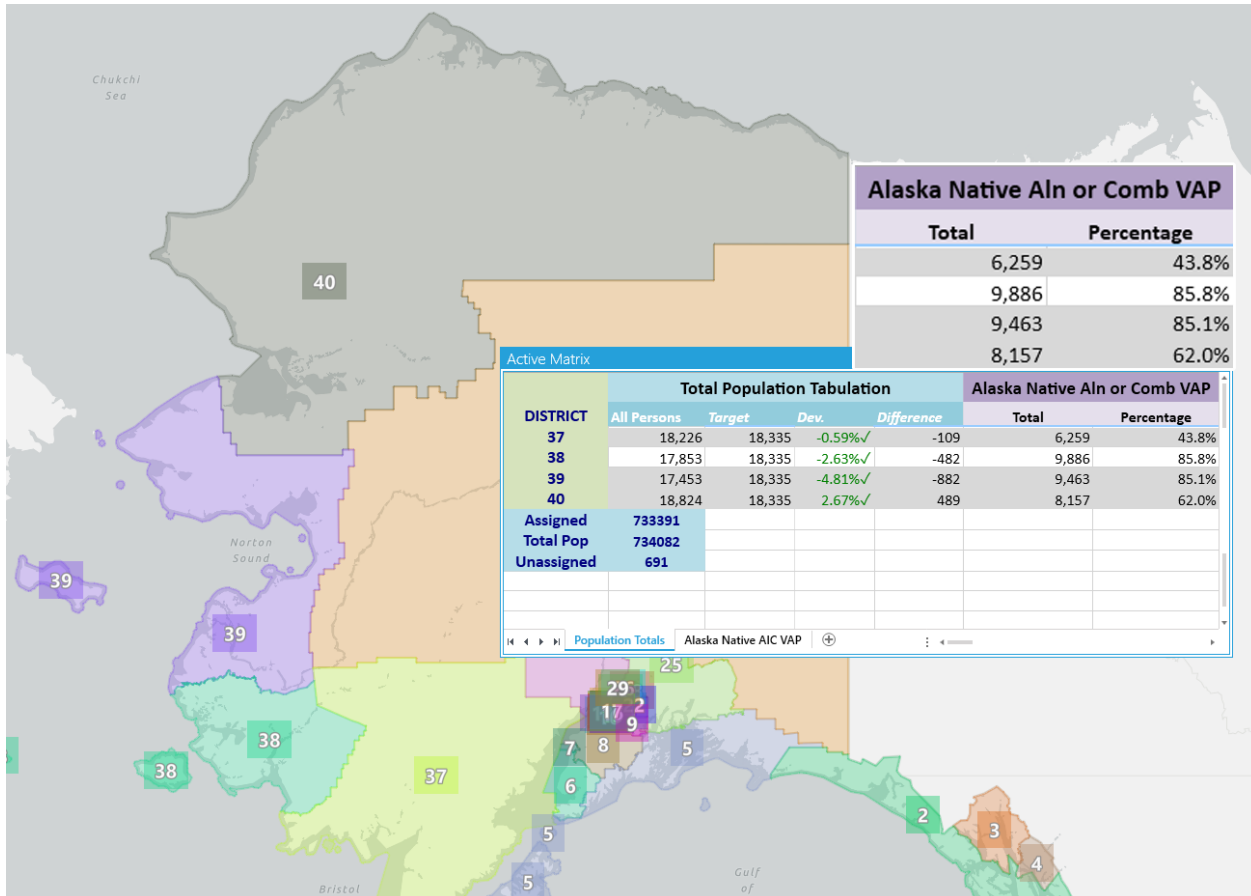 Chukchi
Sea
40
Alaska Native Aln or Comb VAP
Total Percentage
6,259 43.8%
9,886 85.8%
9,463 85.1%
8,157 62.0%
Active Matrix
Total Population Tabulation Alaska Native Aln or Comb VAP
DISTRICT All Persons Target Dev. Difference Total Percentage
37 18,226 18,335 -0.59%✓ -109 6,259 43.8%
38 17,853 18,335 -2.63%✓ -482 9,886 85.8%
39 17,453 18,335 -4.81%✓ -882 9,463 85.1%
40 18,824 18,335 2.67%✓ 489 8,157 62.0%
Assigned 733391
Total Pop 734082
Unassigned 691
Population Totals Alaska Native AIC VAP
Norton
Sound
39
39
25
29
17
2
9
38
7
8
5
38
37
6
2
5
3
4
5
Gulf
of
Bristol